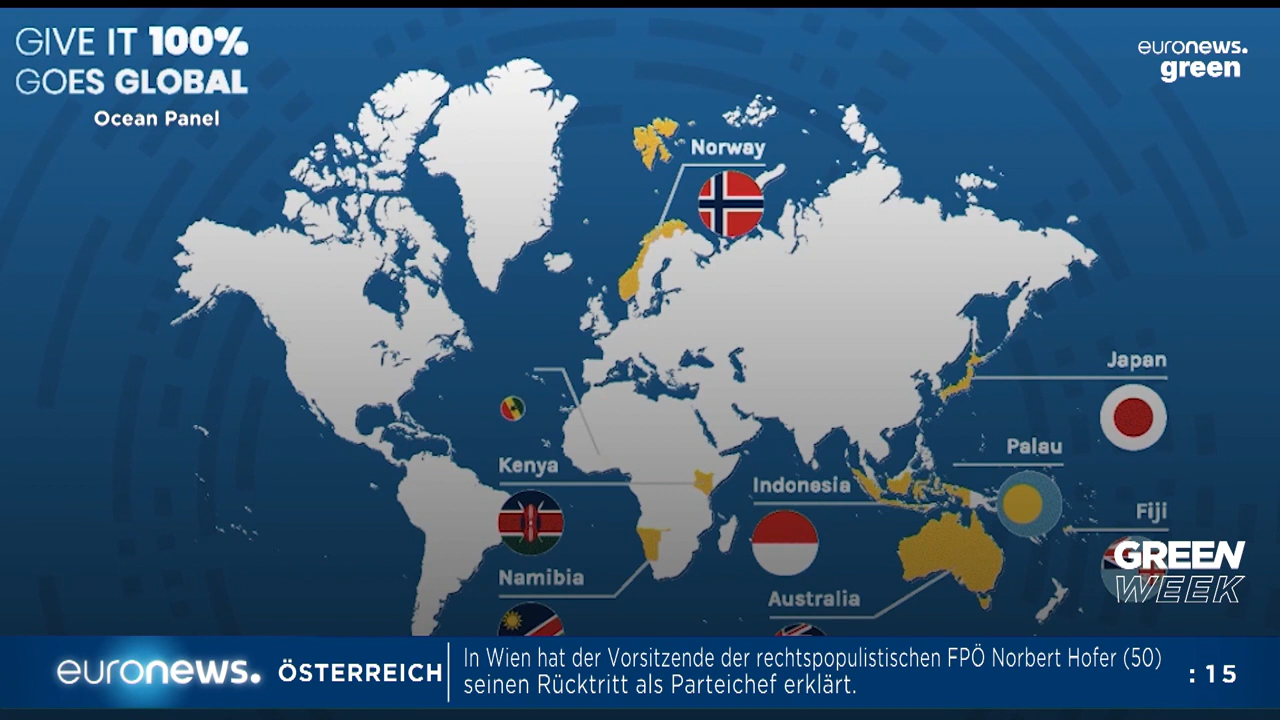 GIVE IT 100%
GOES GLOBAL
Ocean Panel
euronews.
green
Norway
Japan
Palau
Kenya
Indonesia
Fiji
Namibia
Australia
GREEN
WEEK
euronews. ÖSTERREICH
In Wien hat der Vorsitzende der rechtspopulistischen FPÖ Norbert Hofer (50)
seinen Rücktritt als Parteichef erklärt.
:15